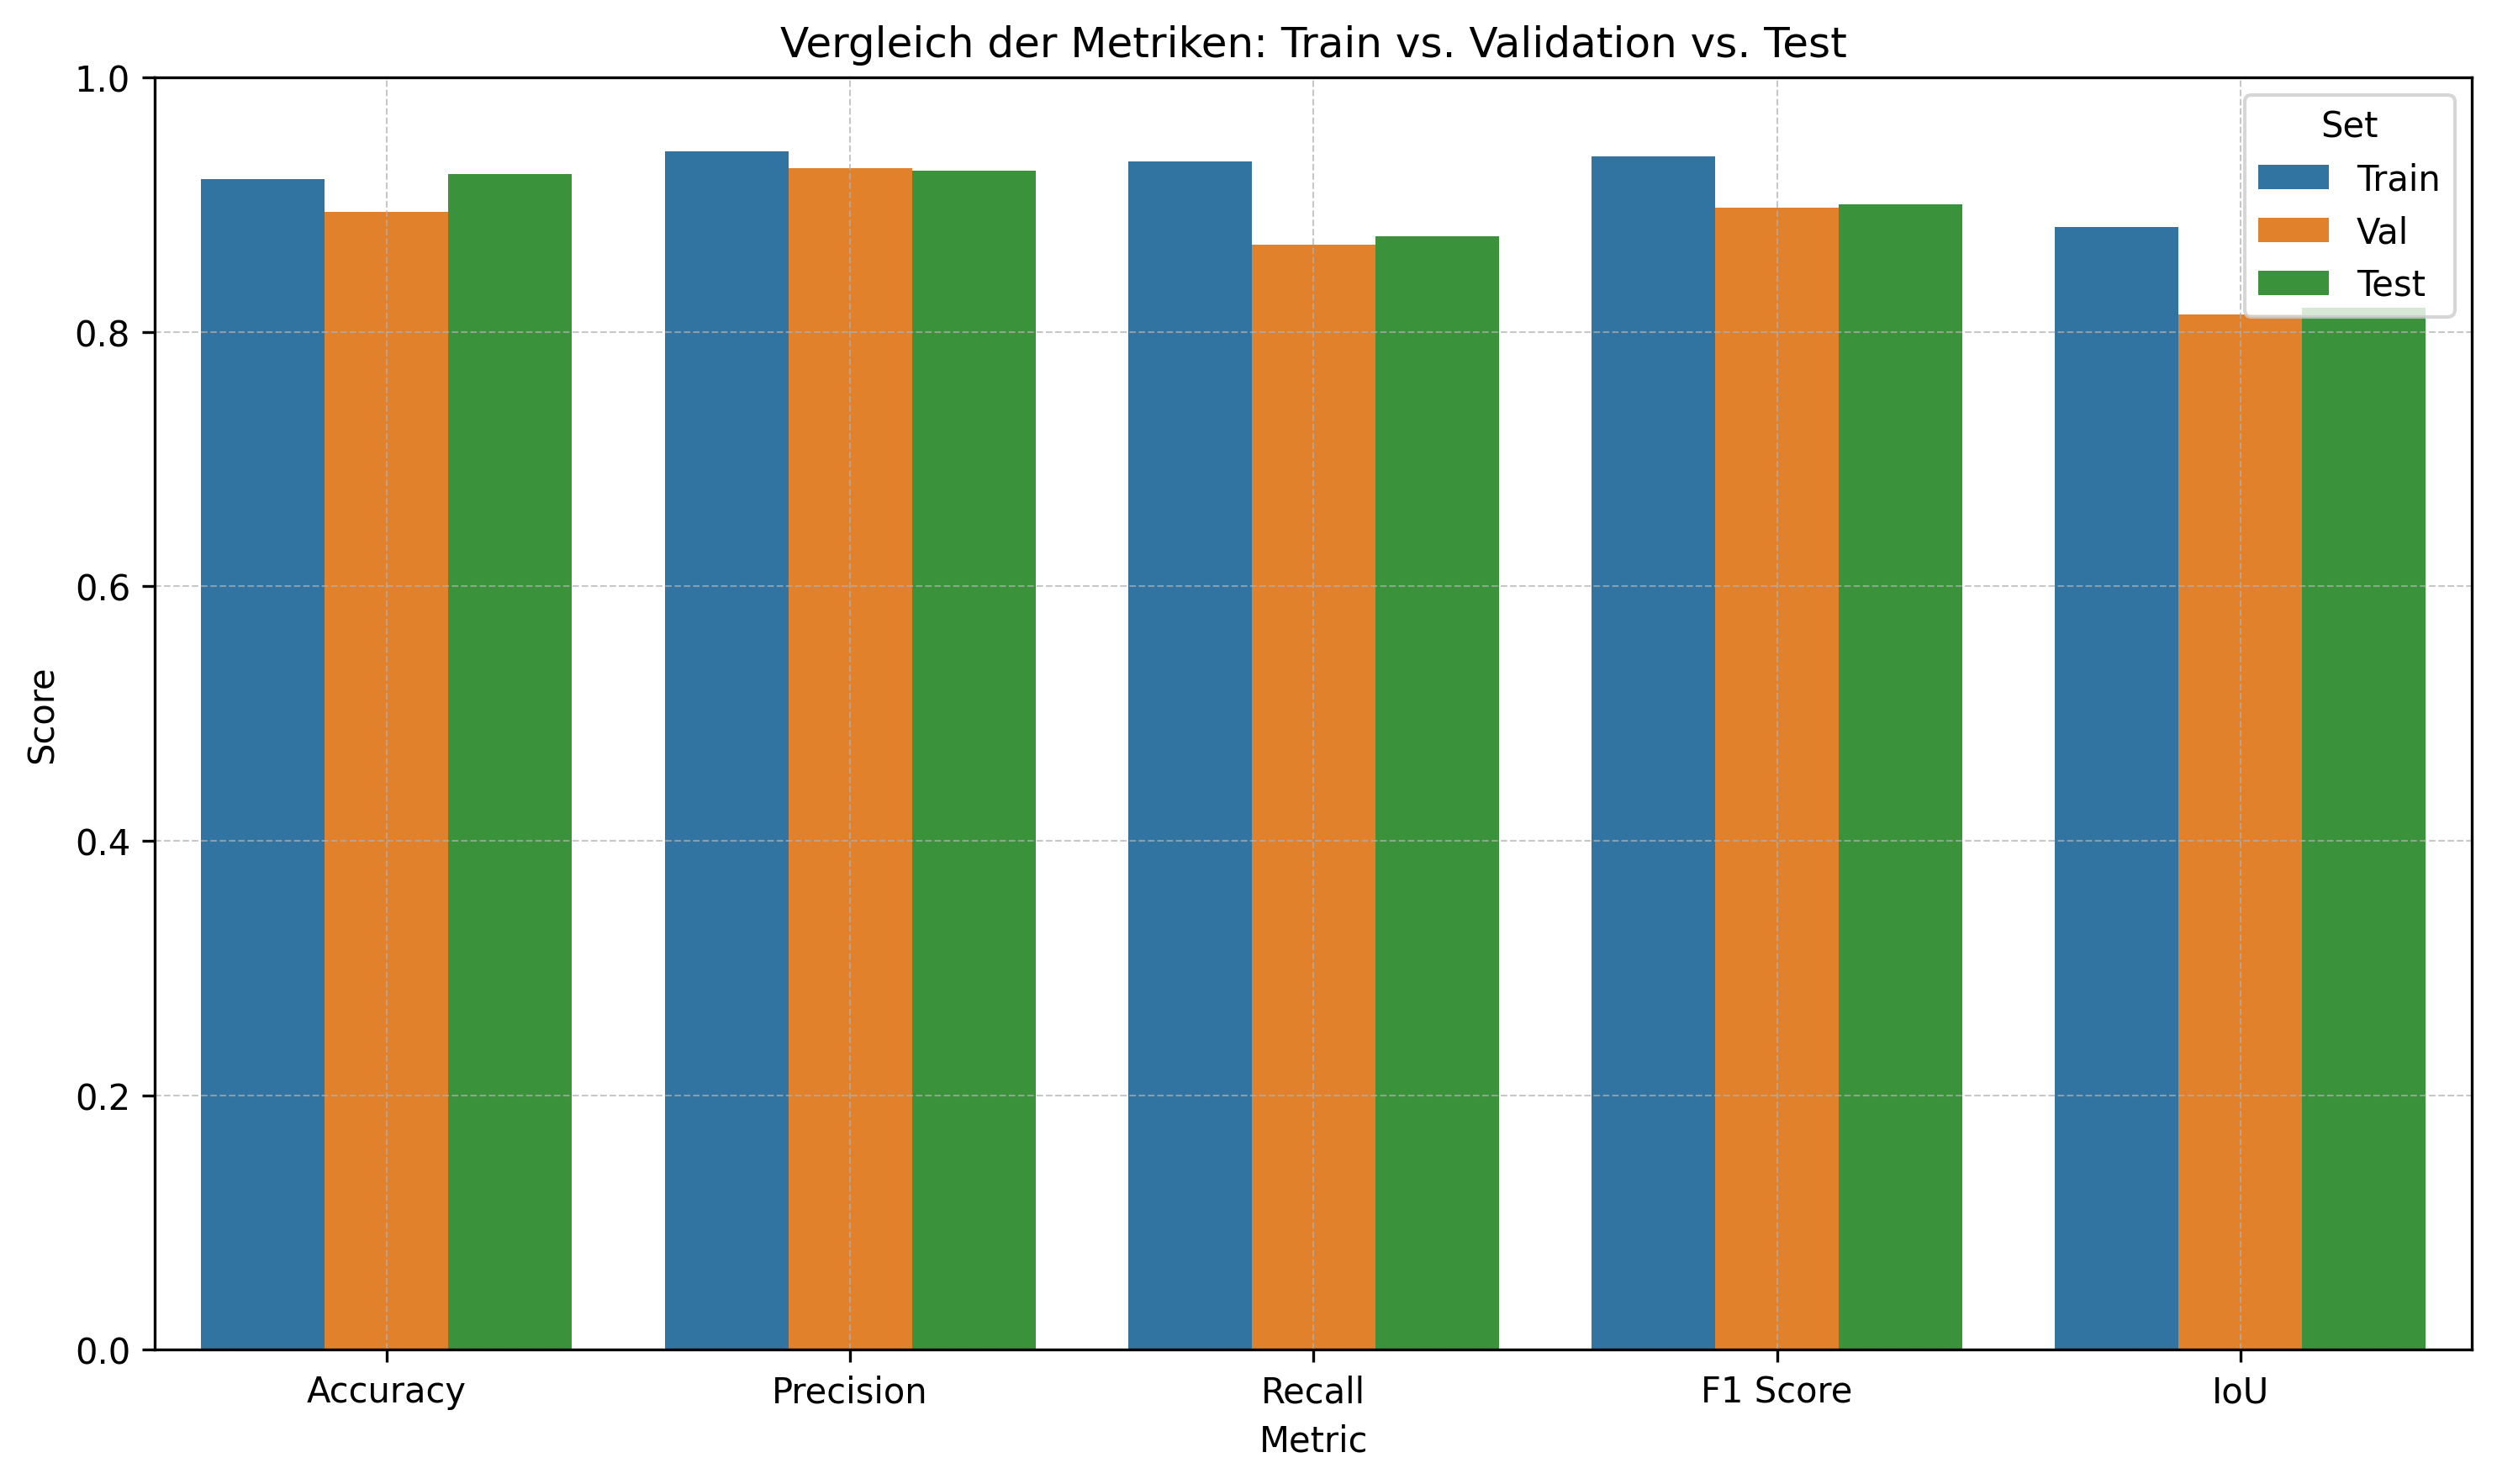 Vergleich der Metriken: Train vs. Validation vs. Test
Score
1.0
0.8
0.6
0.4
0.2
0.0
Set
Train
Val
Test
Accuracy
Precision
Recall
F1 Score
IoU
Metric